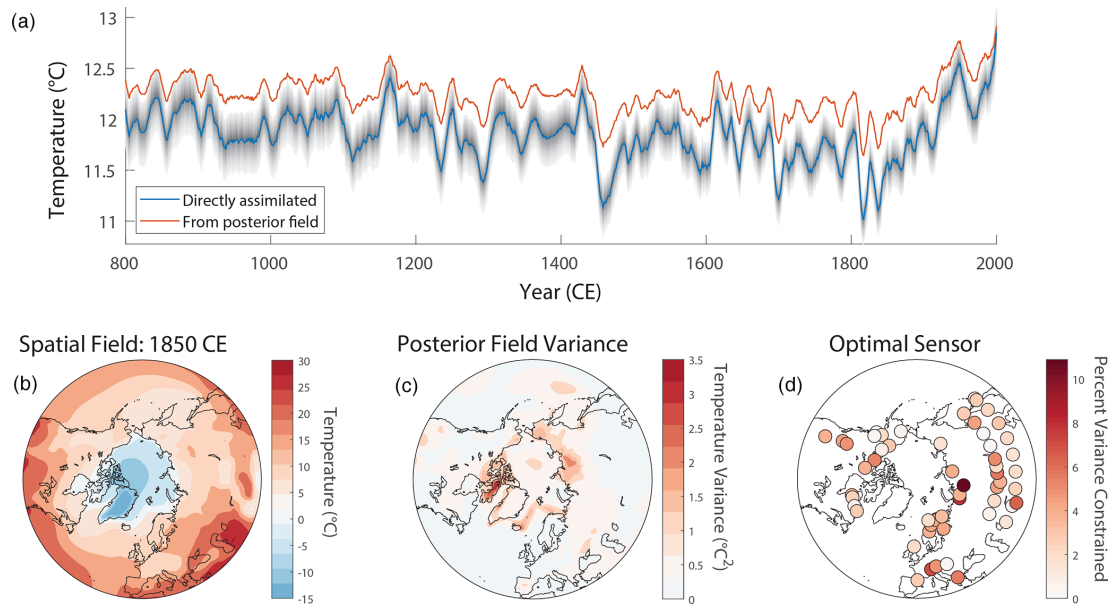 (a)
Temperature (°C)
13
12.5
12
11.5
11
Directly assimilated
From posterior field
800
1000
1200
1400
1600
1800
2000
Year (CE)
Spatial Field: 1850 CE
(b)
30
25
20
15
10
5
0
-5
-10
-15
Temperature (°C)
Posterior Field Variance
(c)
3.5
3
2.5
2
1.5
1
0.5
0
Temperature Variance (°C2)
Optimal Sensor
(d)
10
8
6
4
2
0
Percent Variance Constrained